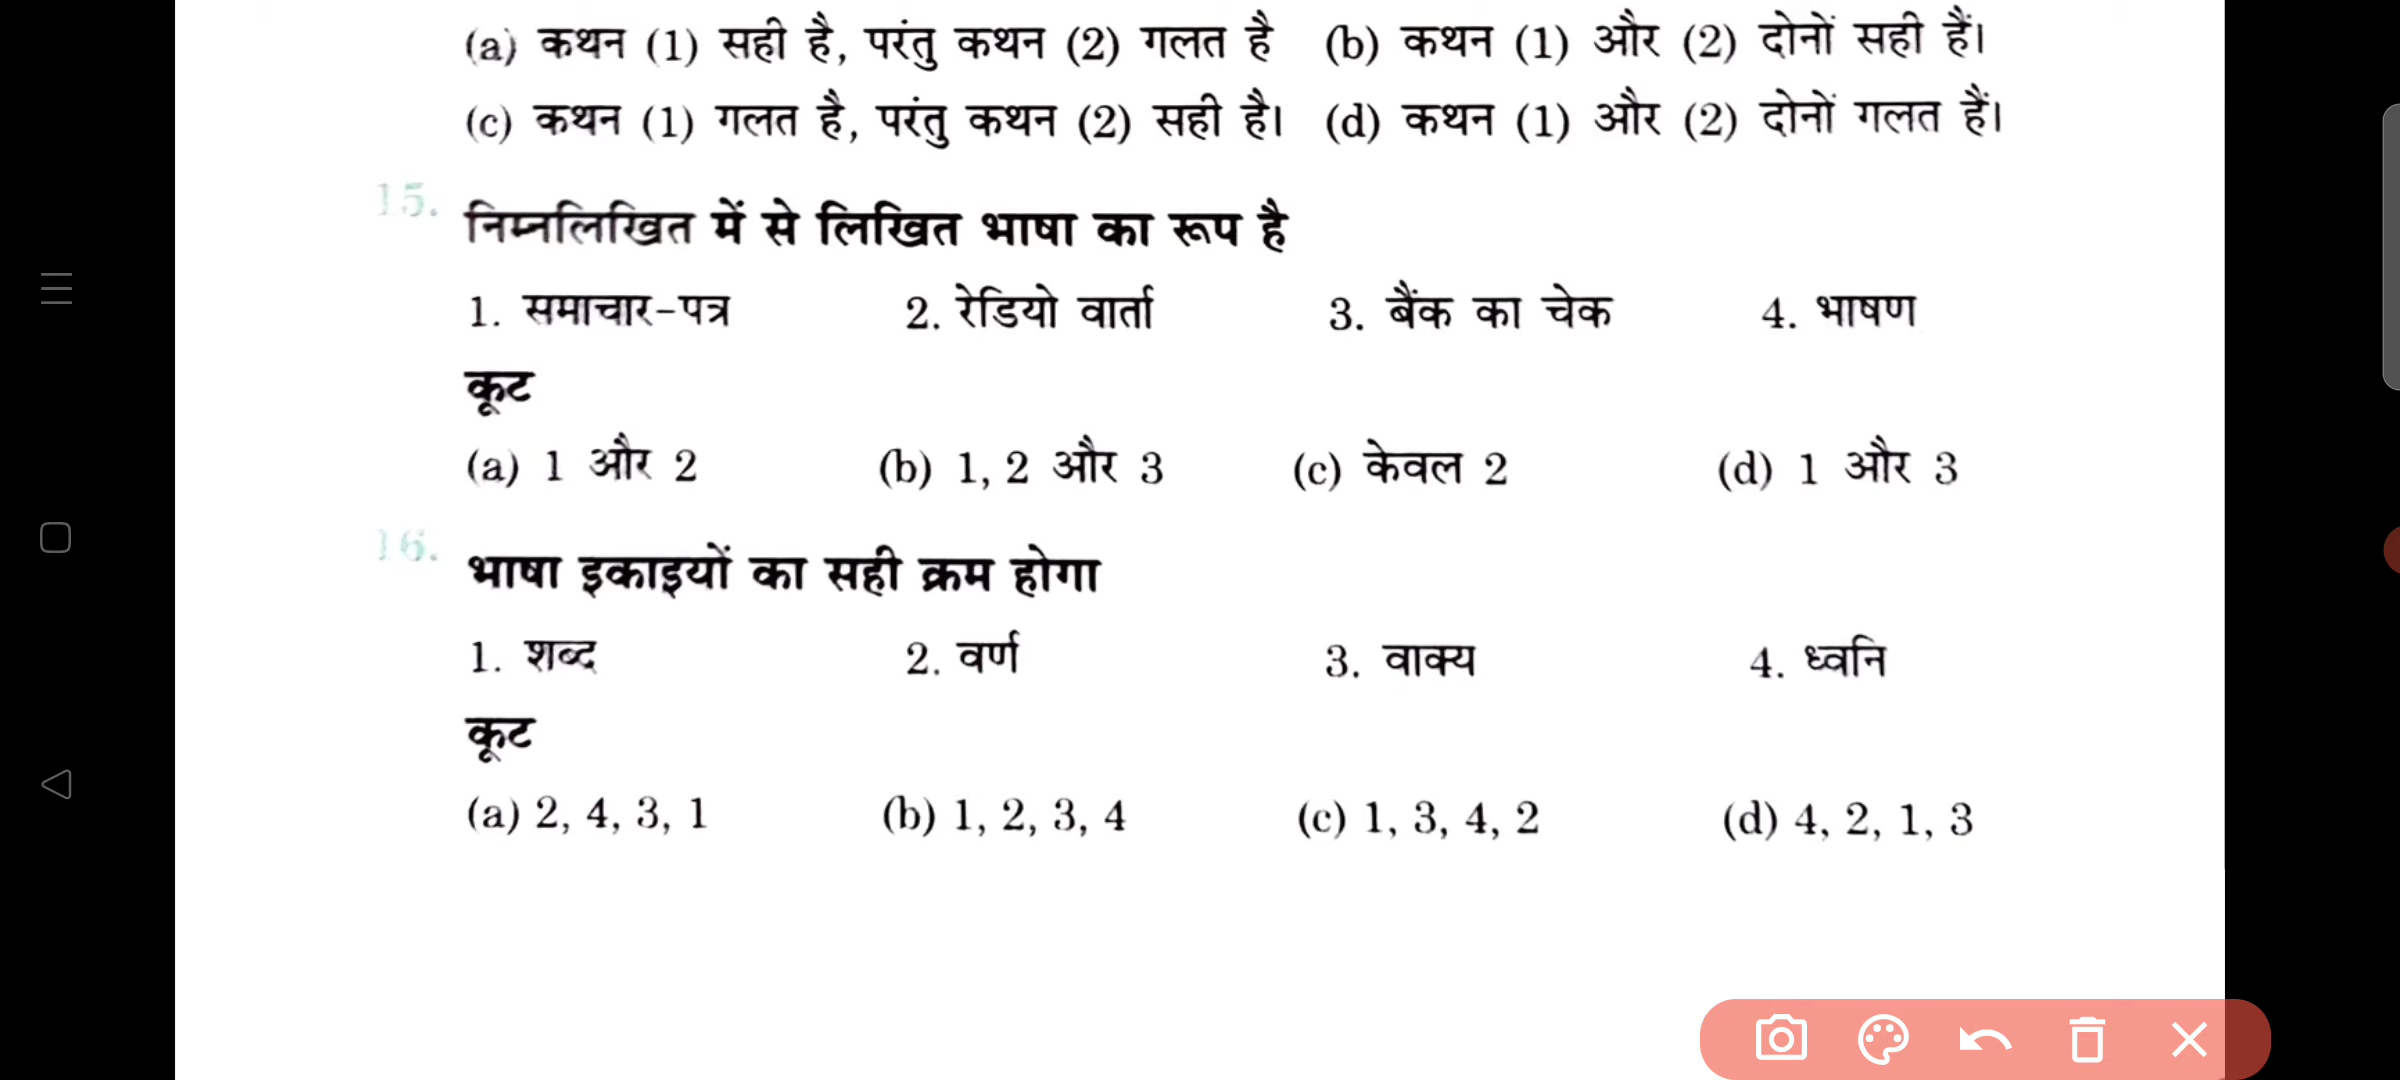 (a) कथन (1) सही है, परंतु कथन (2) गलत है (b) कथन (1) और (2) दोनों सही हैं।
(c) कथन (1) गलत है, परंतु कथन (2) सही है। (d) कथन (1) और (2) दोनों गलत हैं।
15. निम्नलिखित में से लिखित भाषा का रूप है
1. समाचार-पत्र 2. रेडियो वार्ता 3. बैंक का चेक 4. भाषण
कूट
(a) 1 और 2 (b) 1, 2 और 3 (c) केवल 2 (d) 1 और 3
16. भाषा इकाइयों का सही क्रम होगा
1. शब्द 2. वर्ण 3. वाक्य 4. ध्वनि
कूट
(a) 2, 4, 3, 1 (b) 1, 2, 3, 4 (c) 1, 3, 4, 2 (d) 4, 2, 1, 3